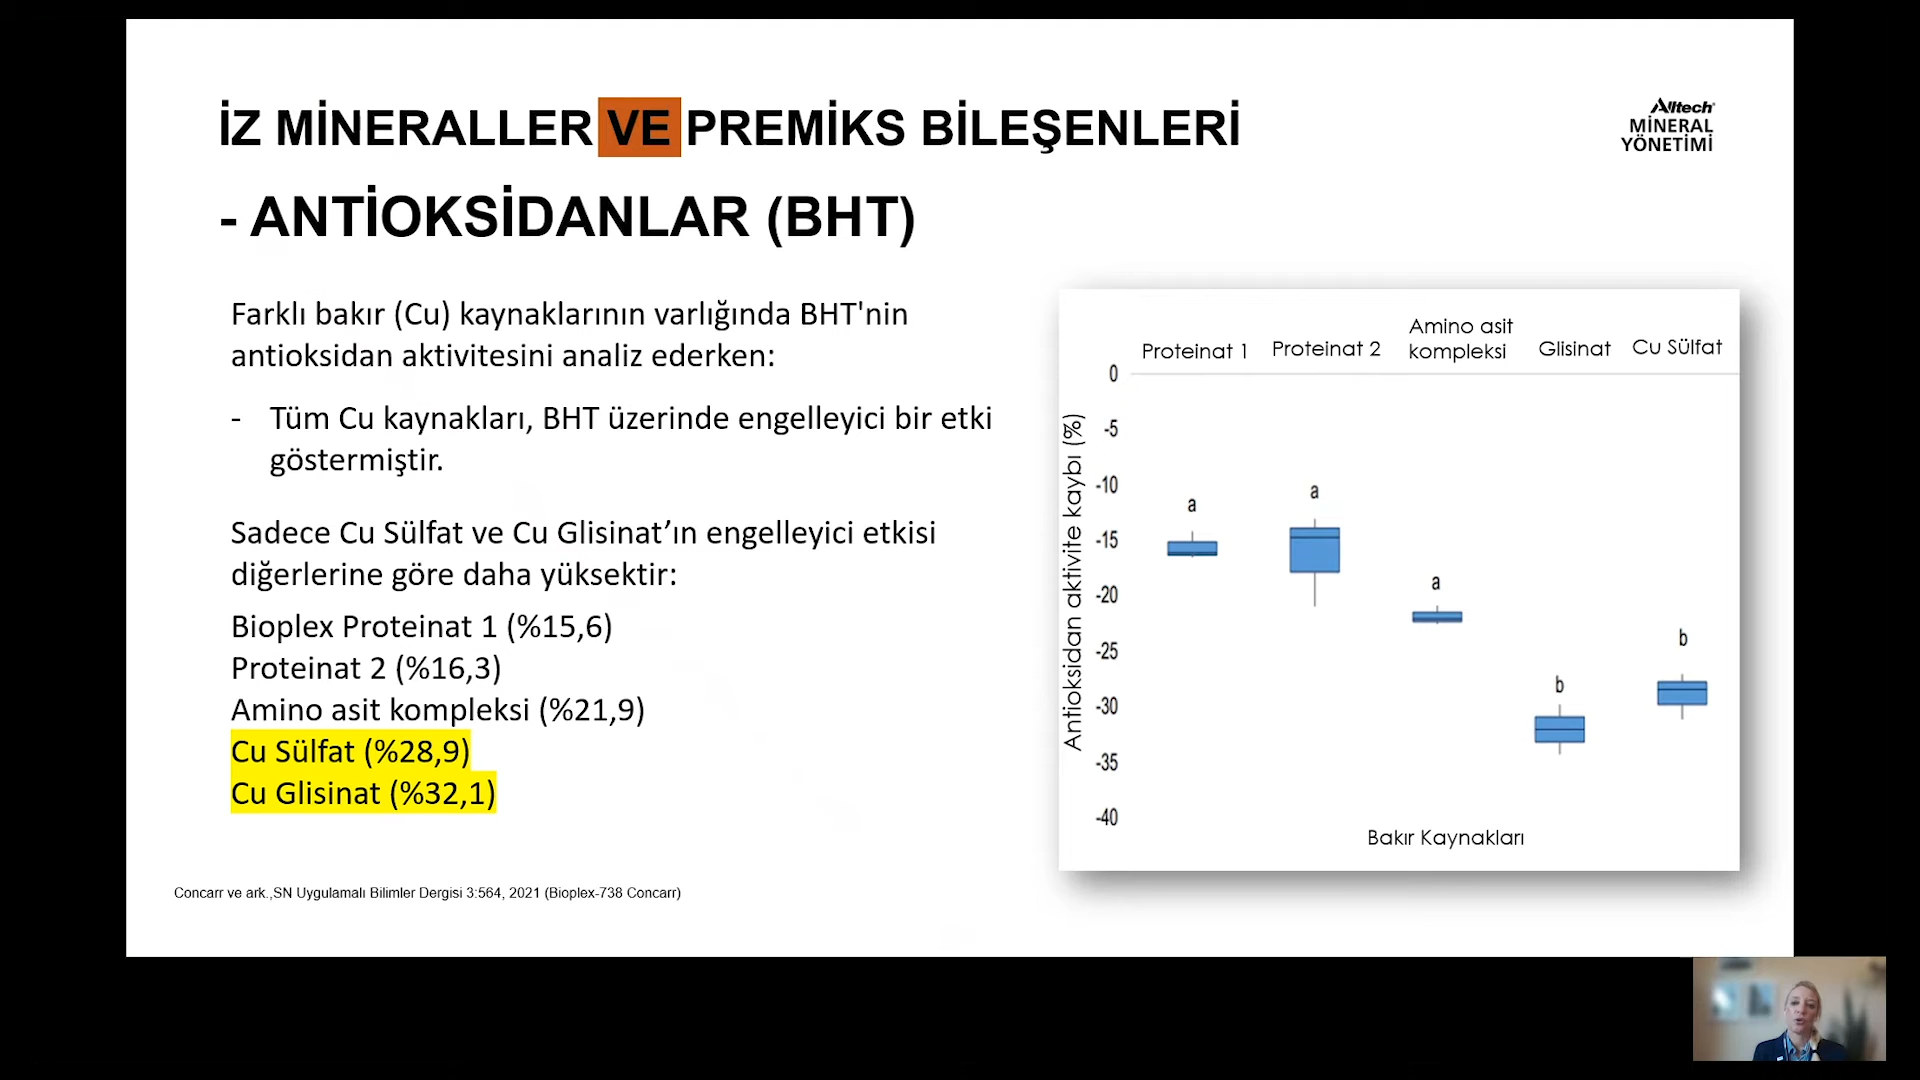 İZ MİNERALLER VE PREMİKS BİLEŞENLERİ
- ANTİOKSİDANLAR (BHT)
Alltech
MİNERAL
YÖNETİMİ
Farklı bakır (Cu) kaynaklarının varlığında BHT'nin
antioksidan aktivitesini analiz ederken:
- Tüm Cu kaynakları, BHT üzerinde engelleyici bir etki
göstermiştir.
Sadece Cu Sülfat ve Cu Glisinat’ın engelleyici etkisi
diğerlerine göre daha yüksektir:
Bioplex Proteinat 1 (%15,6)
Proteinat 2 (%16,3)
Amino asit kompleksi (%21,9)
Cu Sülfat (%28,9)
Cu Glisinat (%32,1)
Concarr ve ark.,SN Uygulamalı Bilimler Dergisi 3:564, 2021 (Bioplex-738 Concarr)
Proteinat 1
Proteinat 2
Amino asit
kompleksi
Glisinat
Cu Sülfat
Antioksidan aktivite kaybı (%)
0
-5
-10
-15
-20
-25
-30
-35
-40
a
a
a
b
b
Bakır Kaynakları